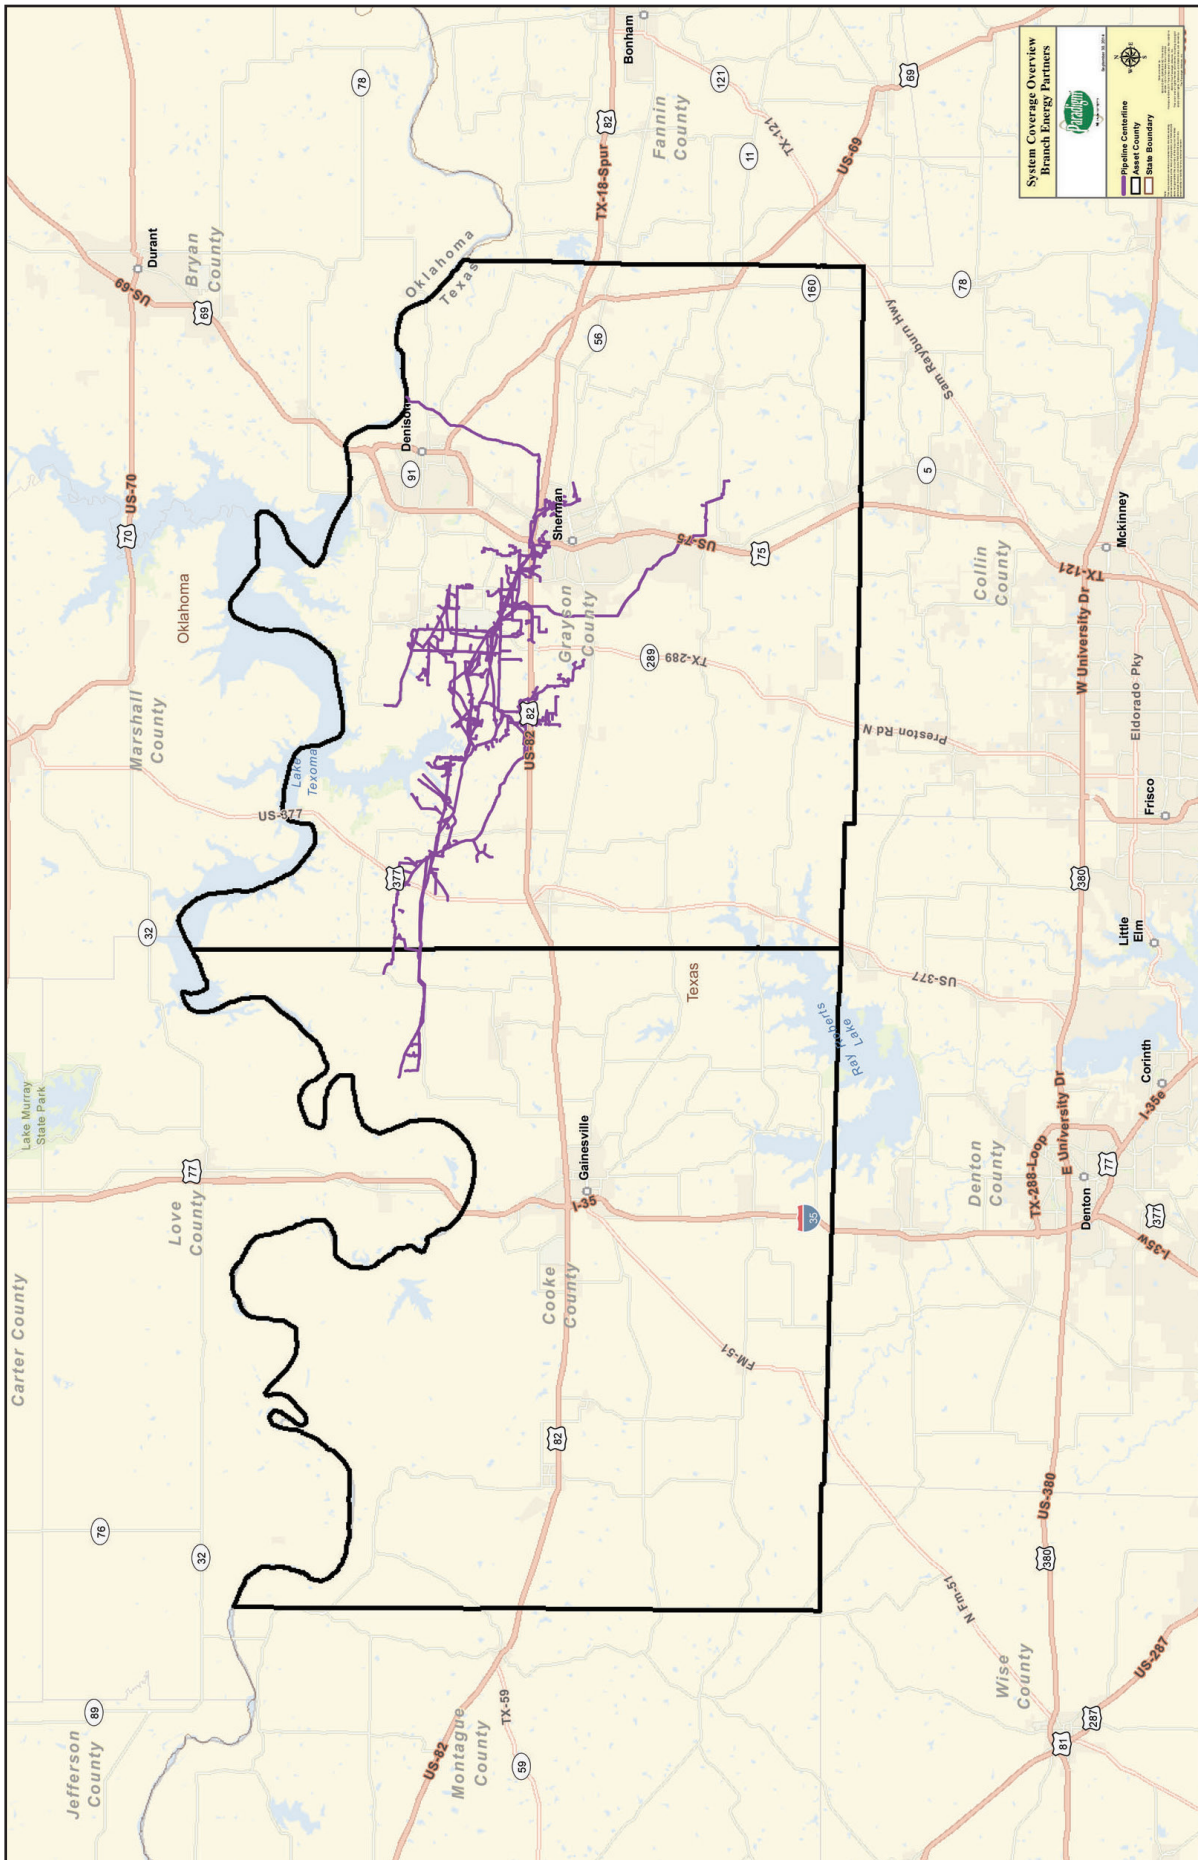 System Coverage Overview
Branch Energy Partners
Paradigm
September 30, 2014
Pipeline Centerline
Asset County
State Boundary
N
W
E
S
Jefferson
County
89
Carter County
76
32
Lake Murray
State Park
77
Love
County
32
Marshall
County
US-377
Lake
Texoma
Oklahoma
70
US-70
US-69
69
Durant
Bryan
County
78
Oklahoma
Texas
US-82
Montague
County
TX-59
59
82
Cooke
County
I-35
Gainesville
377
Texas
US-82
82
Grayson
County
289
TX-289
91
Denison
Sherman
US-75
75
56
TX-18-Spur
82
Bonham
Fannin
County
121
TX-121
11
US-69
69
160
78
Sam Rayburn Hwy
5
FM-51
35
Ray Roberts
Lake
US-377
Preston Rd N
Collin
County
TX-121
Mckinney
W University Dr
Eldorado Pky
Frisco
380
Little
Elm
Denton
County
TX-288-Loop
E University Dr
Denton
77
Corinth
I-35e
I-35w
377
US-380
380
N Fm-51
Wise
County
81
287
US-287